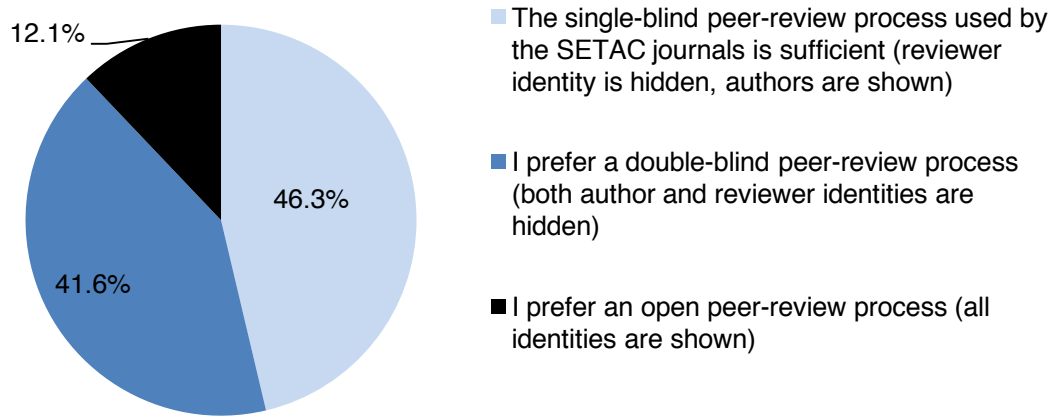 12.1%
46.3%
41.6%
The single-blind peer-review process used by
the SETAC journals is sufficient (reviewer
identity is hidden, authors are shown)
I prefer a double-blind peer-review process
(both author and reviewer identities are
hidden)
I prefer an open peer-review process (all
identities are shown)